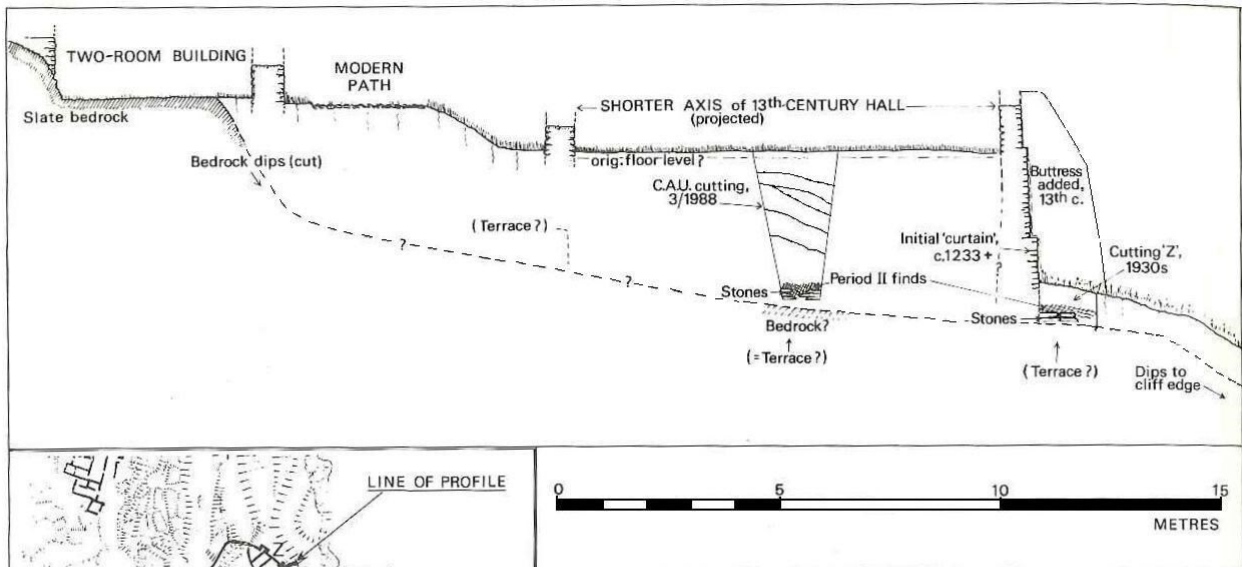 TWO-ROOM BUILDING
MODERN
PATH
SHORTER AXIS of 13th-CENTURY HALL
(projected)
Slate bedrock
Bedrock dips (cut)
orig: floor level?
C.A.U. cutting,
3/1988
Buttress
added,
13th c.
(Terrace ?)
Initial 'curtain',
c.1233 +
?
Cutting 'Z',
1930s
?
?
Period II finds
Stones
Stones
Bedrock?
(=Terrace ?)
(Terrace ?)
Dips to
cliff edge
LINE OF PROFILE
Z
0 5 10 15
METRES